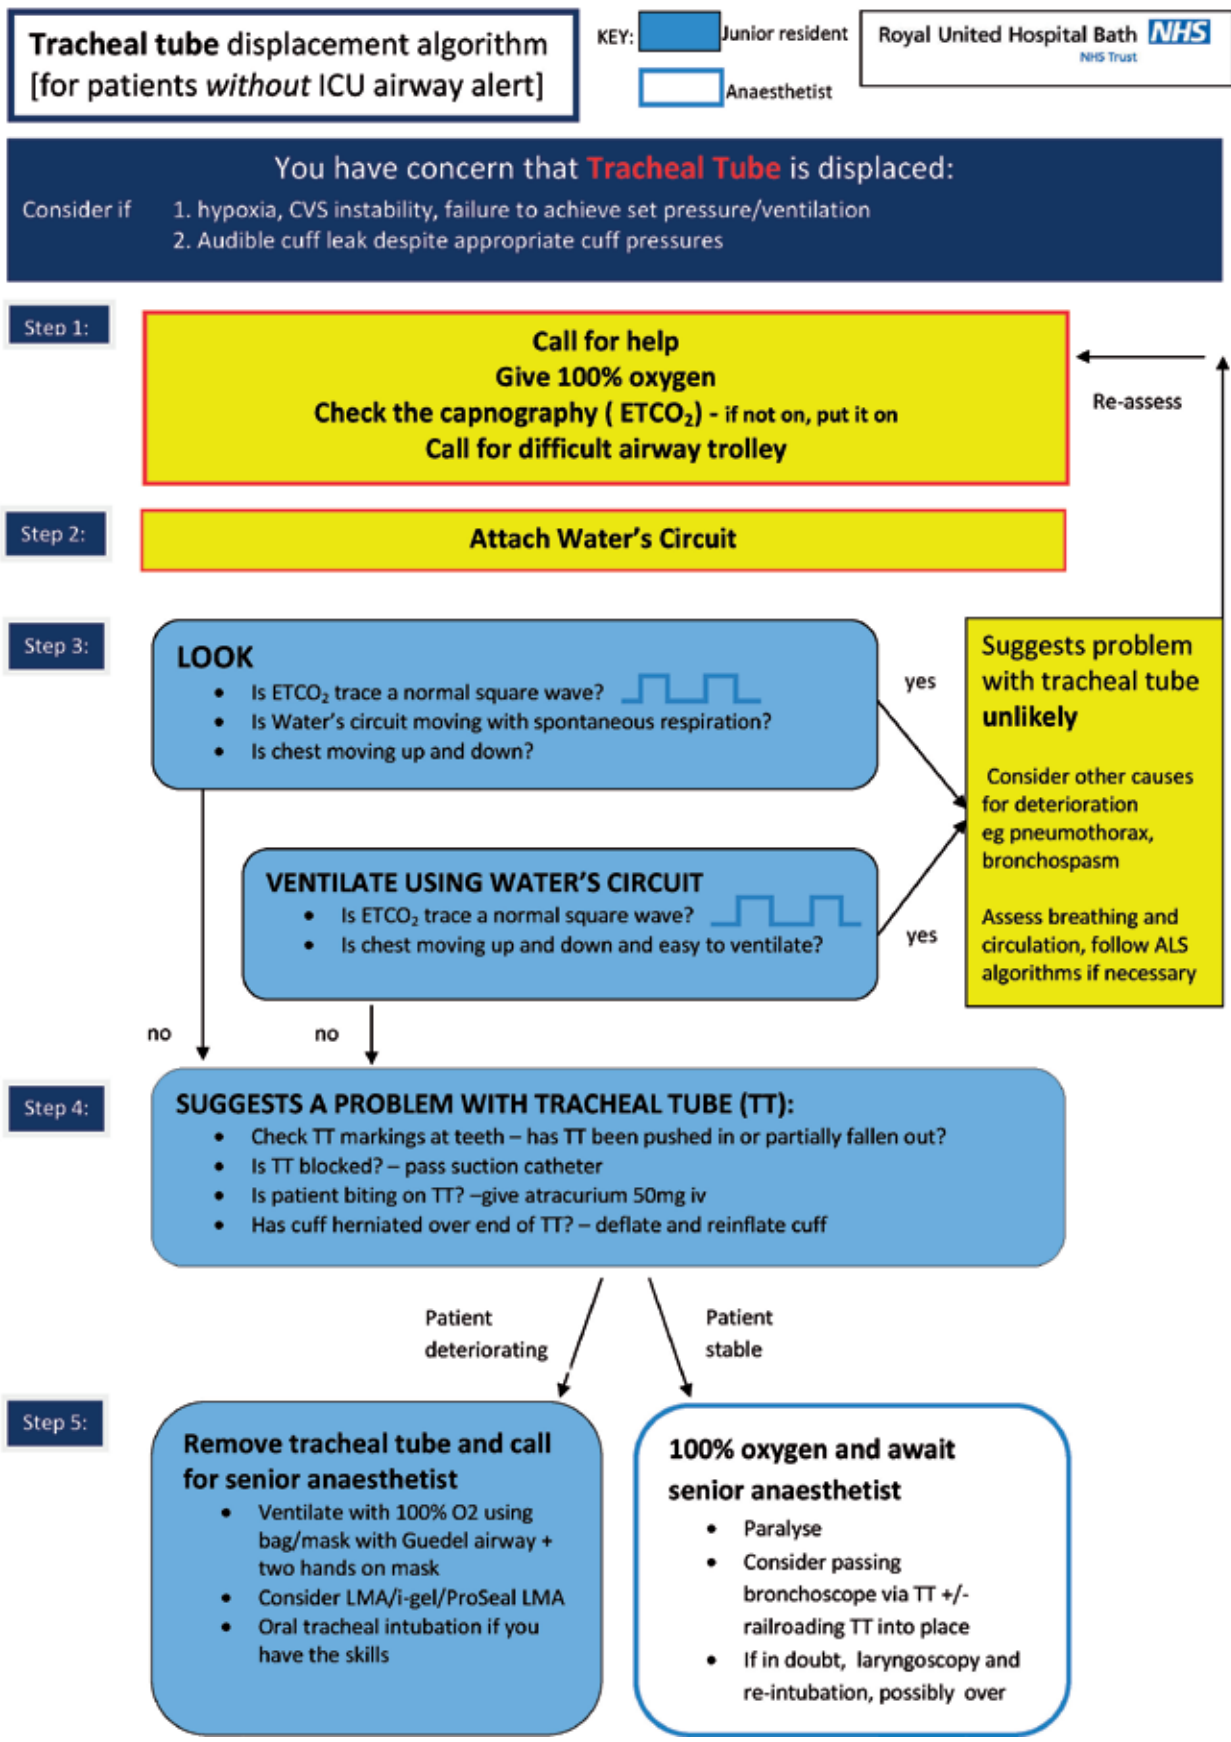 Tracheal tube displacement algorithm
[for patients without ICU airway alert]
KEY:
Junior resident
Anaesthetist
Royal United Hospital Bath NHS
NHS Trust
You have concern that Tracheal Tube is displaced:
Consider if 1. hypoxia, CVS instability, failure to achieve set pressure/ventilation
2. Audible cuff leak despite appropriate cuff pressures
Step 1:
Call for help
Give 100% oxygen
Check the capnography ( ETCO₂) - if not on, put it on
Call for difficult airway trolley
Re-assess
Step 2:
Attach Water's Circuit
Step 3:
LOOK
• Is ETCO₂ trace a normal square wave?
• Is Water's circuit moving with spontaneous respiration?
• Is chest moving up and down?
yes
VENTILATE USING WATER'S CIRCUIT
• Is ETCO₂ trace a normal square wave?
• Is chest moving up and down and easy to ventilate?
yes
Suggests problem
with tracheal tube
unlikely
Consider other causes
for deterioration
eg pneumothorax,
bronchospasm
Assess breathing and
circulation, follow ALS
algorithms if necessary
no
no
Step 4:
SUGGESTS A PROBLEM WITH TRACHEAL TUBE (TT):
• Check TT markings at teeth – has TT been pushed in or partially fallen out?
• Is TT blocked? – pass suction catheter
• Is patient biting on TT? –give atracurium 50mg iv
• Has cuff herniated over end of TT? – deflate and reinflate cuff
Patient
deteriorating
Patient
stable
Step 5:
Remove tracheal tube and call
for senior anaesthetist
• Ventilate with 100% O2 using
bag/mask with Guedel airway +
two hands on mask
• Consider LMA/i-gel/ProSeal LMA
• Oral tracheal intubation if you
have the skills
100% oxygen and await
senior anaesthetist
• Paralyse
• Consider passing
bronchoscope via TT +/-
railroading TT into place
• If in doubt, laryngoscopy and
re-intubation, possibly over